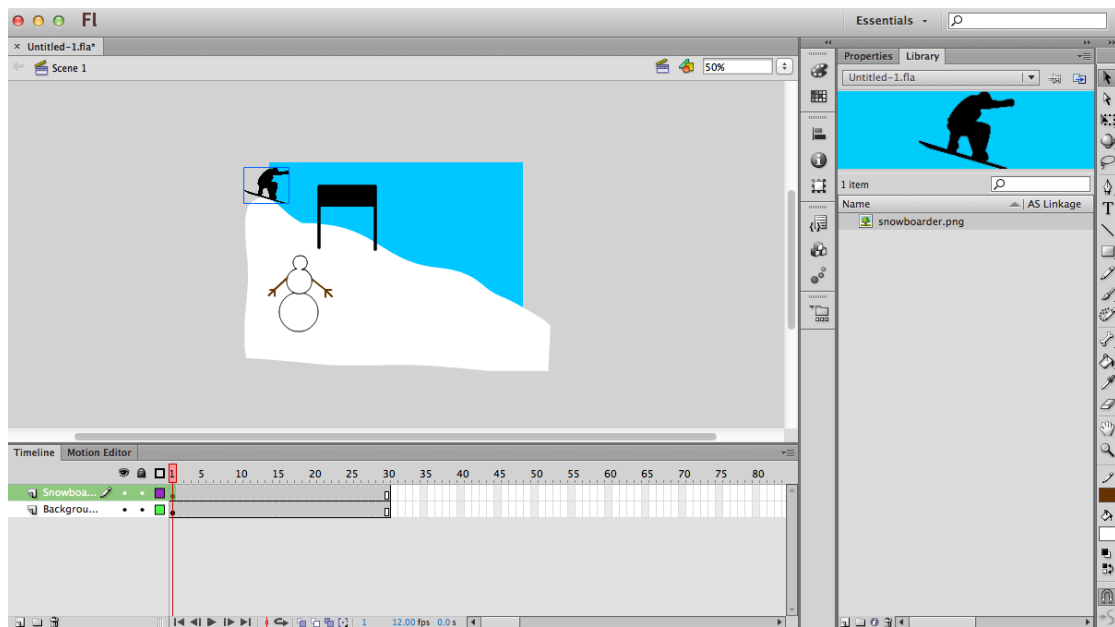 Fl Essentials
× Untitled-1.fla*
Scene 1 50%
Properties Library
Untitled-1.fla
1 item
Name AS Linkage
snowboarder.png
Timeline Motion Editor
1 5 10 15 20 25 30 35 40 45 50 55 60 65 70 75 80
Snowboa...
Backgrou...
1 12.00 fps 0.0 s
T